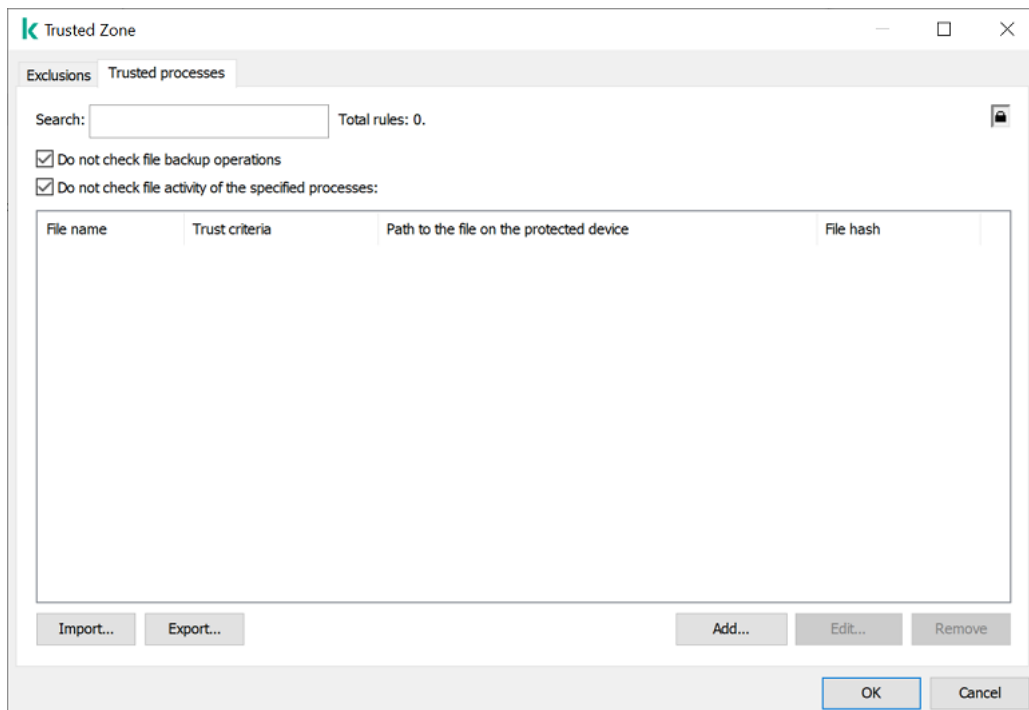 Trusted Zone
Exclusions Trusted processes
Search: Total rules: 0.
Do not check file backup operations
Do not check file activity of the specified processes:
File name Trust criteria Path to the file on the protected device File hash
Import... Export... Add... Edit... Remove
OK Cancel